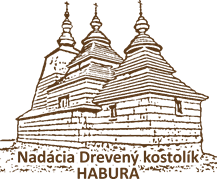 Nadácia Drevený kostolík
HABURA